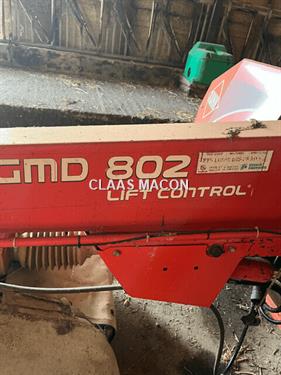 GMD 802
CLAAS MACON
LIFT CONTROL